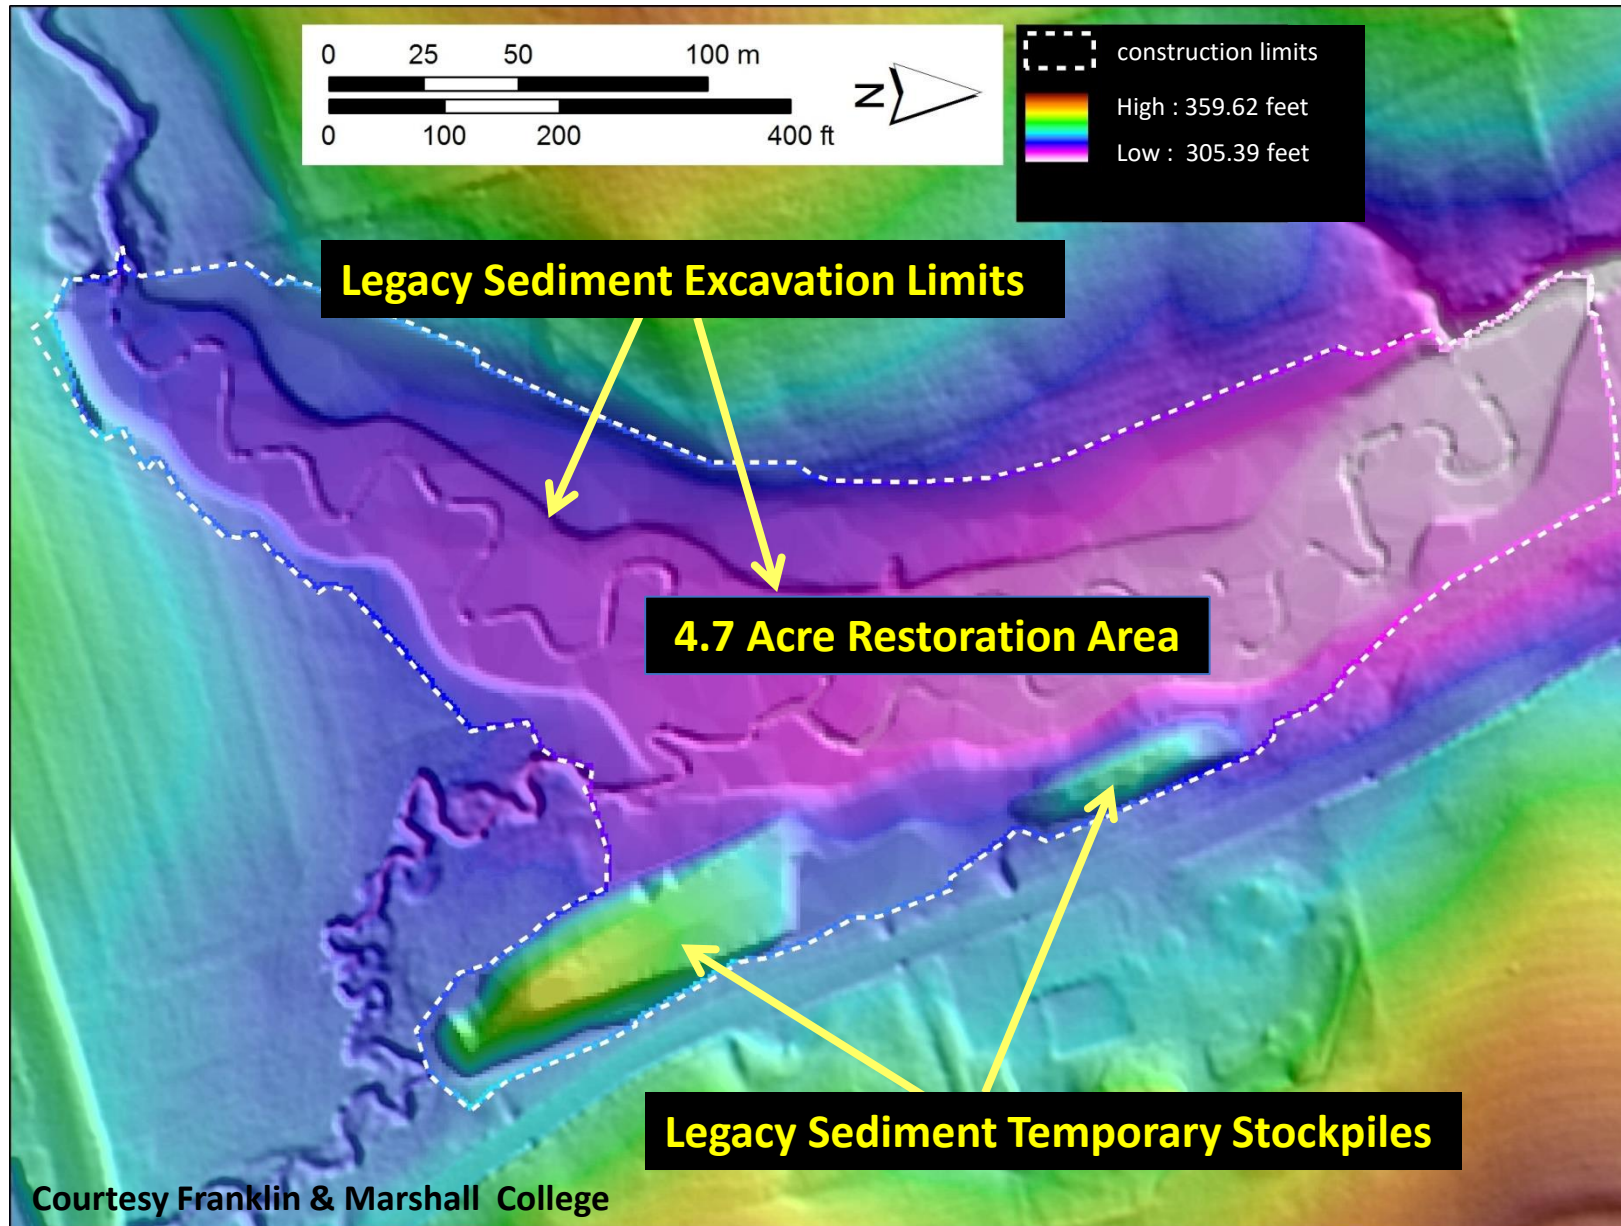 0 25 50 100 m
0 100 200 400 ft
N
construction limits
High : 359.62 feet
Low : 305.39 feet
Legacy Sediment Excavation Limits
4.7 Acre Restoration Area
Legacy Sediment Temporary Stockpiles
Courtesy Franklin & Marshall College